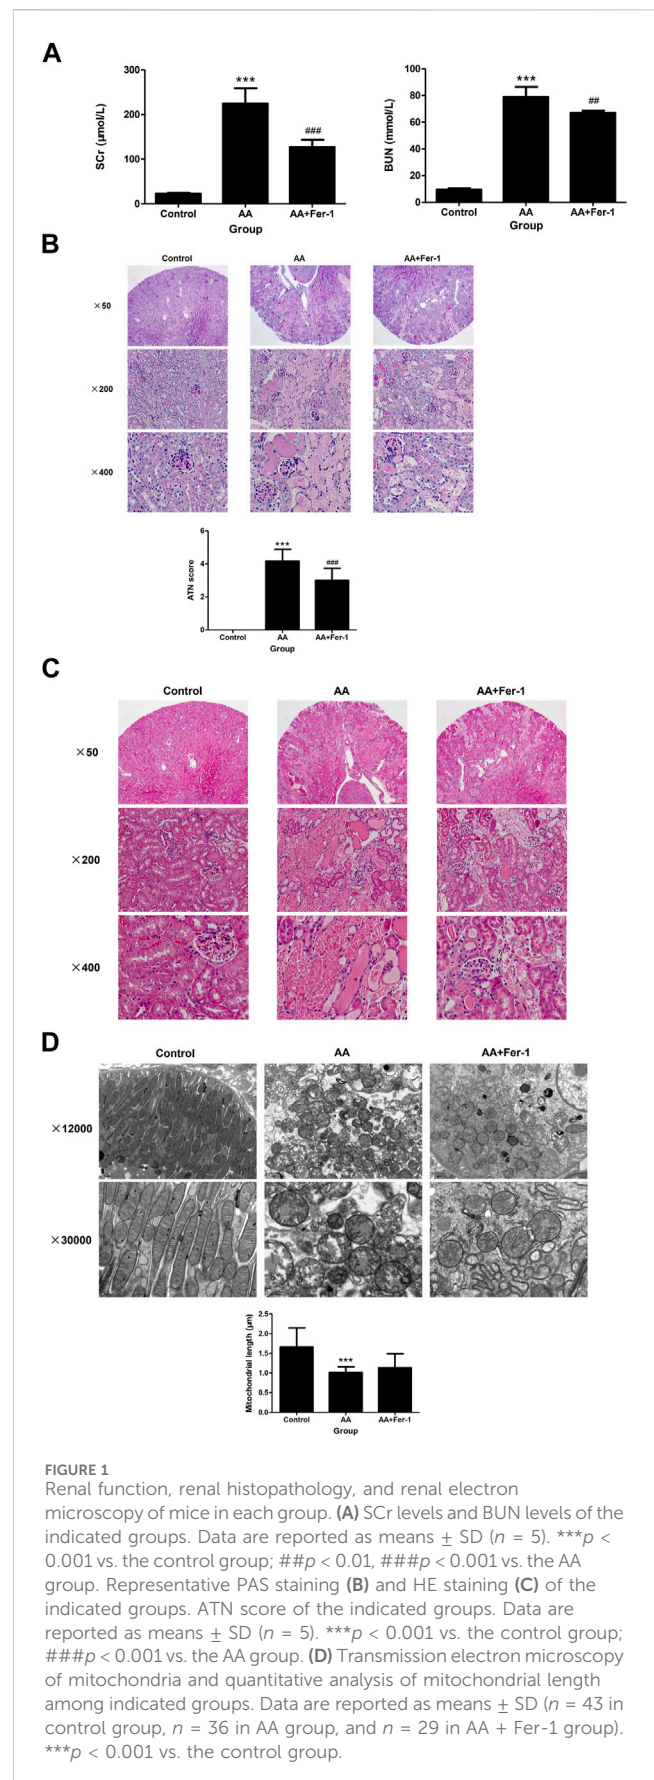 A
SCr (μmol/L)
300
200
100
0
***
###
Control AA AA+Fer-1
Group
BUN (mmol/L)
100
80
60
40
20
0
***
##
Control AA AA+Fer-1
Group
B
Control AA AA+Fer-1
×50
×200
×400
ATN score
6
4
2
0
***
###
Control AA AA+Fer-1
Group
C
Control AA AA+Fer-1
×50
×200
×400
D
Control AA AA+Fer-1
×12000
×30000
Mitochondrial length (μm)
2.5
2.0
1.5
1.0
0.5
0.0
***
Control AA AA+Fer-1
Group
FIGURE 1
Renal function, renal histopathology, and renal electron
microscopy of mice in each group. (A) SCr levels and BUN levels of the
indicated groups. Data are reported as means ± SD (n = 5). ***p <
0.001 vs. the control group; ##p < 0.01, ###p < 0.001 vs. the AA
group. Representative PAS staining (B) and HE staining (C) of the
indicated groups. ATN score of the indicated groups. Data are
reported as means ± SD (n = 5). ***p < 0.001 vs. the control group;
###p < 0.001 vs. the AA group. (D) Transmission electron microscopy
of mitochondria and quantitative analysis of mitochondrial length
among indicated groups. Data are reported as means ± SD (n = 43 in
control group, n = 36 in AA group, and n = 29 in AA + Fer-1 group).
***p < 0.001 vs. the control group.